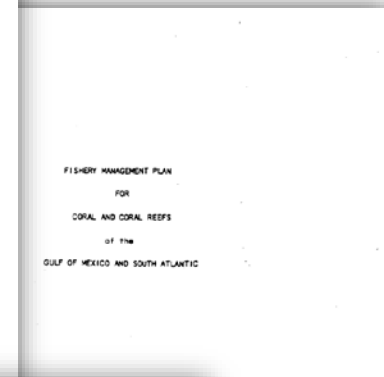 FISHERY MANAGEMENT PLAN
FOR
CORAL AND CORAL REEFS
of the
GULF OF MEXICO AND SOUTH ATLANTIC